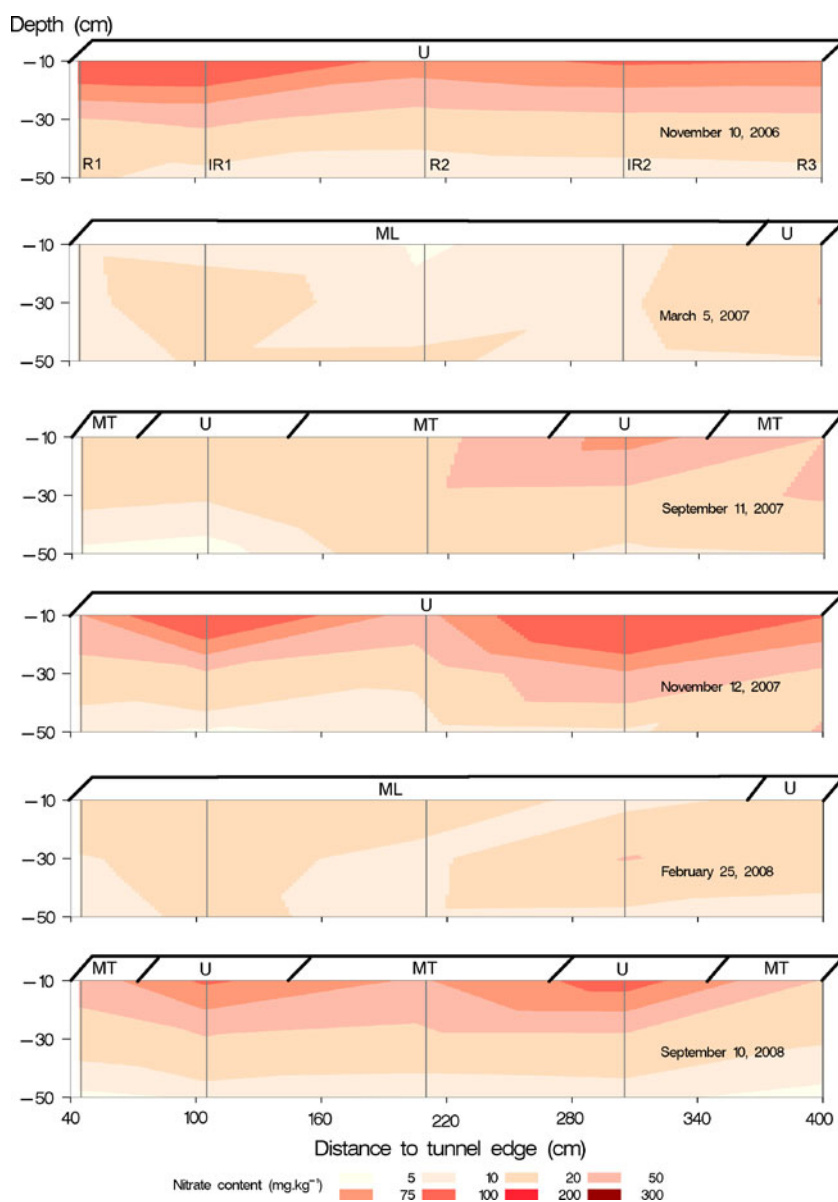 Depth (cm)
U
−10
−30
November 10, 2006
R1 IR1 R2 IR2 R3
−50
ML U
−10
−30
March 5, 2007
−50
MT U MT U MT
−10
−30
September 11, 2007
−50
U
−10
−30
November 12, 2007
−50
ML U
−10
−30
February 25, 2008
−50
MT U MT U MT
−10
−30
September 10, 2008
−50
40 100 160 220 280 340 400
Distance to tunnel edge (cm)
Nitrate content (mg.kg⁻¹) 5 10 20 50
75 100 200 300